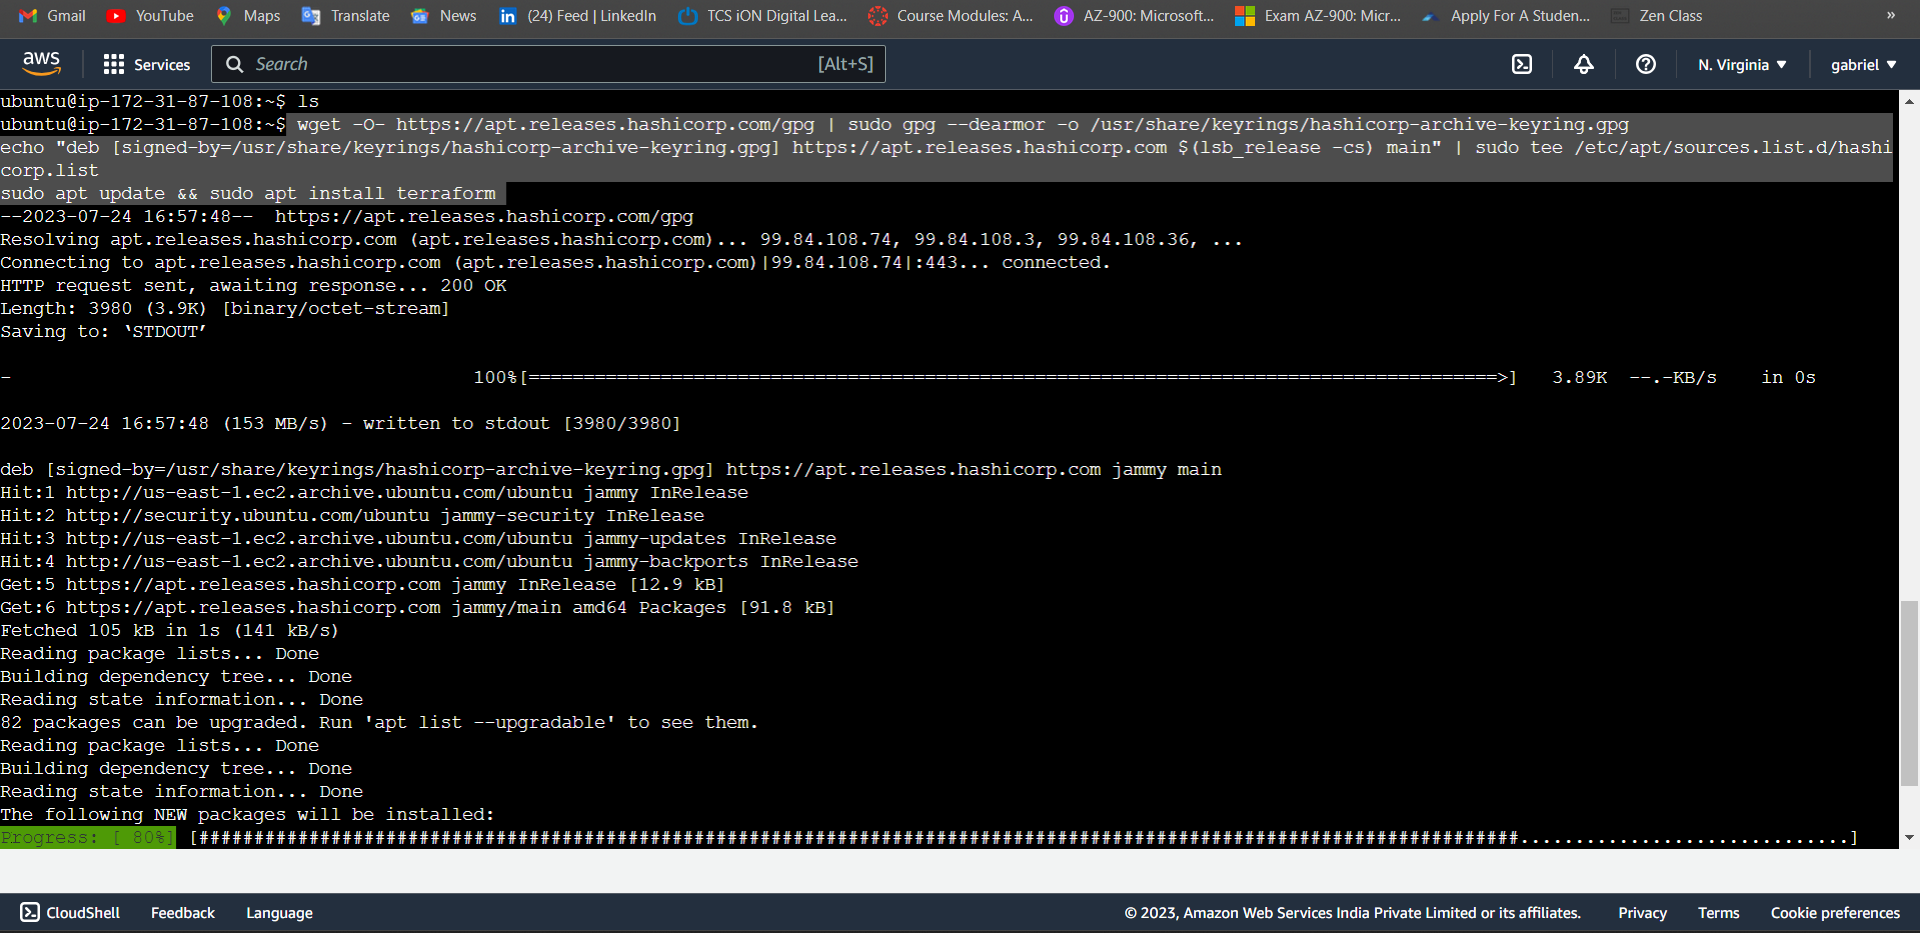 Gmail YouTube Maps Translate News (24) Feed | LinkedIn TCS iON Digital Lea... Course Modules: A... AZ-900: Microsoft... Exam AZ-900: Micr... Apply For A Studen... Zen Class »
aws Services Search [Alt+S] N. Virginia gabriel
ubuntu@ip-172-31-87-108:~$ ls
ubuntu@ip-172-31-87-108:~$ wget -O- https://apt.releases.hashicorp.com/gpg | sudo gpg --dearmor -o /usr/share/keyrings/hashicorp-archive-keyring.gpg
echo "deb [signed-by=/usr/share/keyrings/hashicorp-archive-keyring.gpg] https://apt.releases.hashicorp.com $(lsb_release -cs) main" | sudo tee /etc/apt/sources.list.d/hashi
corp.list
sudo apt update && sudo apt install terraform
--2023-07-24 16:57:48--  https://apt.releases.hashicorp.com/gpg
Resolving apt.releases.hashicorp.com (apt.releases.hashicorp.com)... 99.84.108.74, 99.84.108.3, 99.84.108.36, ...
Connecting to apt.releases.hashicorp.com (apt.releases.hashicorp.com)|99.84.108.74|:443... connected.
HTTP request sent, awaiting response... 200 OK
Length: 3980 (3.9K) [binary/octet-stream]
Saving to: ‘STDOUT’
- 100%[========================================================================================>] 3.89K --.-KB/s in 0s
2023-07-24 16:57:48 (153 MB/s) - written to stdout [3980/3980]
deb [signed-by=/usr/share/keyrings/hashicorp-archive-keyring.gpg] https://apt.releases.hashicorp.com jammy main
Hit:1 http://us-east-1.ec2.archive.ubuntu.com/ubuntu jammy InRelease
Hit:2 http://security.ubuntu.com/ubuntu jammy-security InRelease
Hit:3 http://us-east-1.ec2.archive.ubuntu.com/ubuntu jammy-updates InRelease
Hit:4 http://us-east-1.ec2.archive.ubuntu.com/ubuntu jammy-backports InRelease
Get:5 https://apt.releases.hashicorp.com jammy InRelease [12.9 kB]
Get:6 https://apt.releases.hashicorp.com jammy/main amd64 Packages [91.8 kB]
Fetched 105 kB in 1s (141 kB/s)
Reading package lists... Done
Building dependency tree... Done
Reading state information... Done
82 packages can be upgraded. Run 'apt list --upgradable' to see them.
Reading package lists... Done
Building dependency tree... Done
Reading state information... Done
The following NEW packages will be installed:
Progress: [ 80%] [########################################################################################################################..............................]
CloudShell Feedback Language © 2023, Amazon Web Services India Private Limited or its affiliates. Privacy Terms Cookie preferences